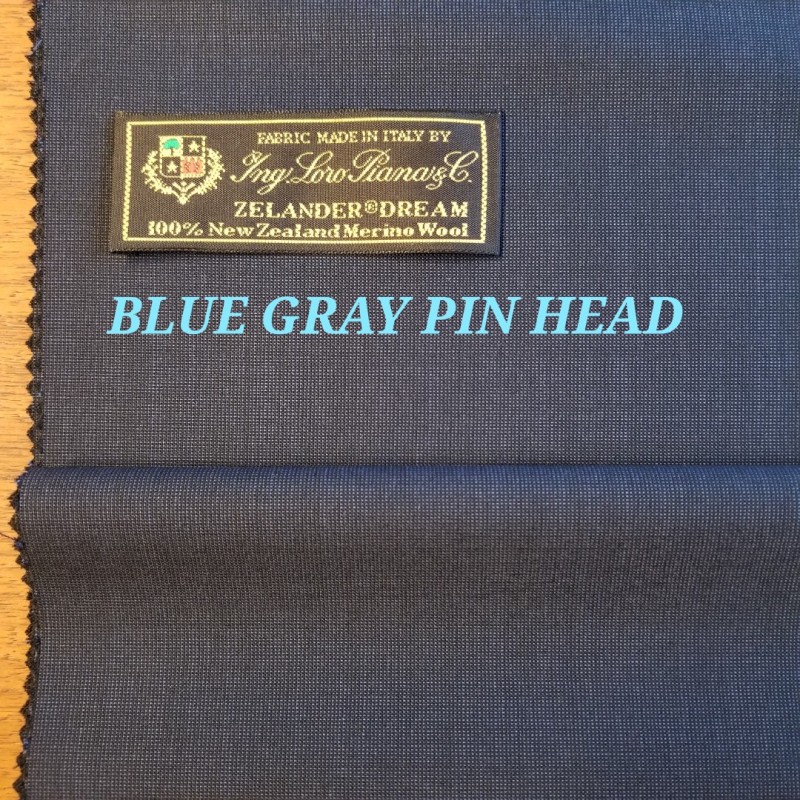 FABRIC MADE IN ITALY BY
Ing. Loro Piana & C.
ZELANDER®DREAM
100% New Zealand Merino Wool
BLUE GRAY PIN HEAD